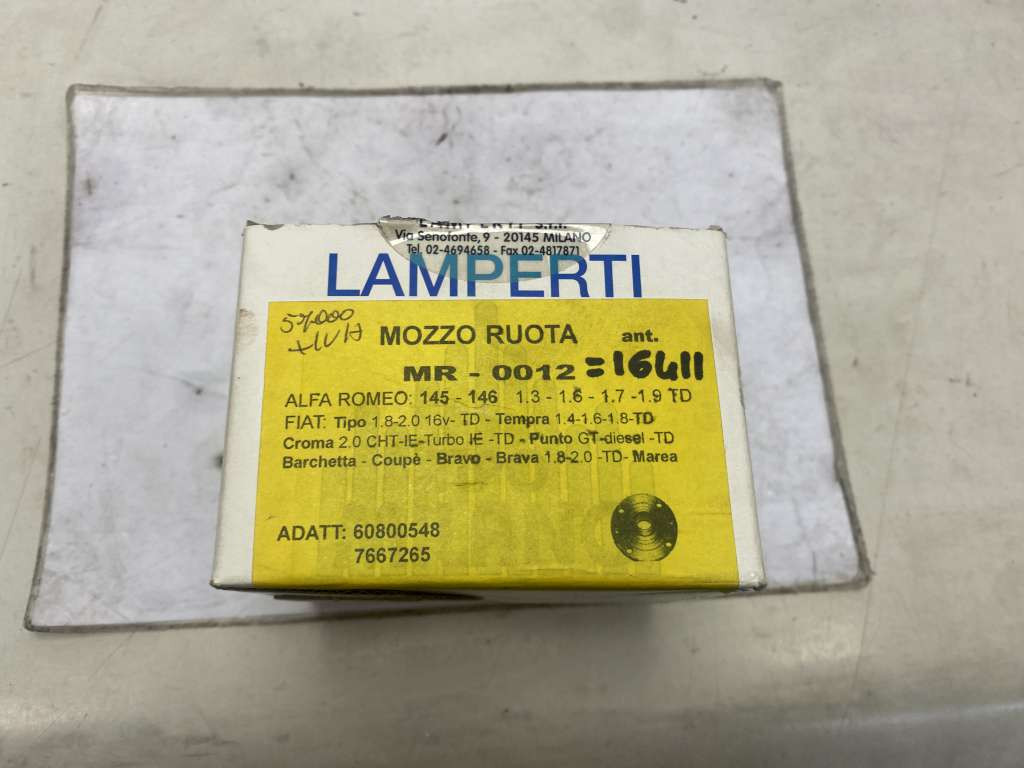 Via Senofonte, 9 - 20145 MILANO
Tel. 02-4694658 - Fax 02-4817871
LAMPERTI
MOZZO RUOTA ant.
MR - 0012 = 16411
ALFA ROMEO: 145 - 146 1.3 - 1.6 - 1.7 -1.9 TD
FIAT: Tipo 1.8-2.0 16v- TD - Tempra 1.4-1.6-1.8-TD
Croma 2.0 CHT-IE-Turbo IE -TD - Punto GT-diesel -TD
Barchetta - Coupè - Bravo - Brava 1.8-2.0 -TD- Marea
ADATT: 60800548
7667265